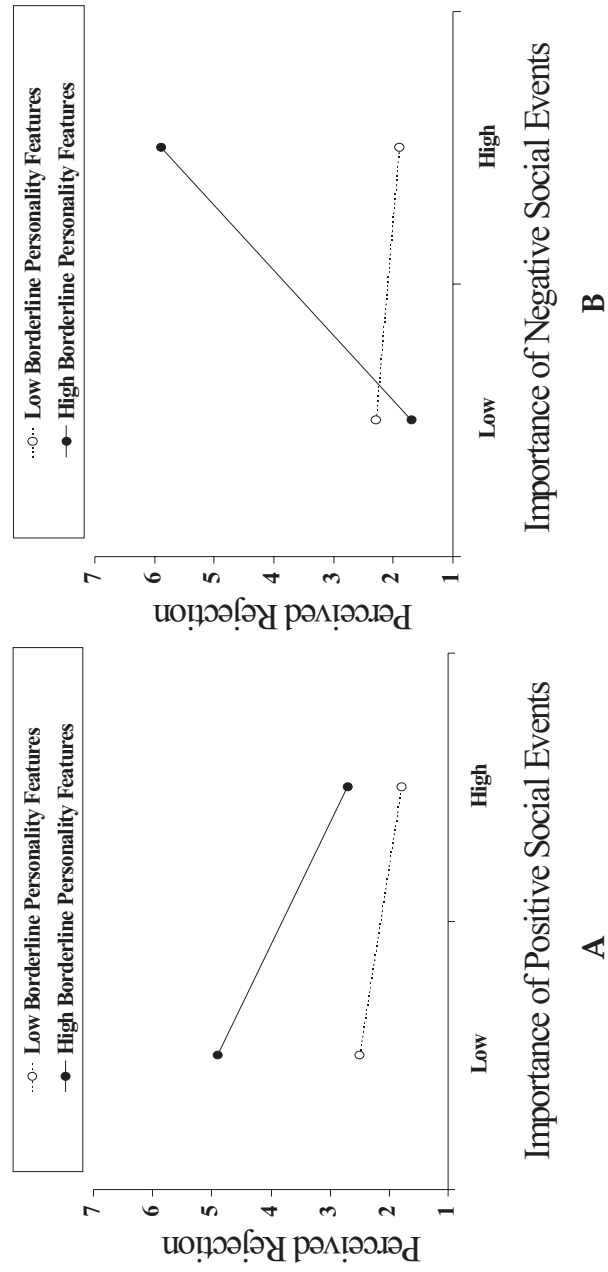 Low Borderline Personality Features
High Borderline Personality Features
7
6
5
4
3
2
1
Perceived Rejection
Low
High
Importance of Positive Social Events
A
Low Borderline Personality Features
High Borderline Personality Features
7
6
5
4
3
2
1
Perceived Rejection
Low
High
Importance of Negative Social Events
B